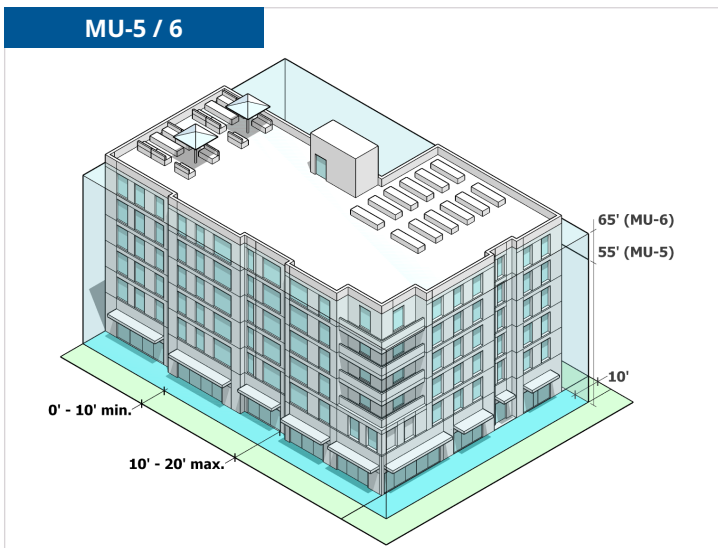 MU-5 / 6
65' (MU-6)
55' (MU-5)
10'
0' - 10' min.
10' - 20' max.